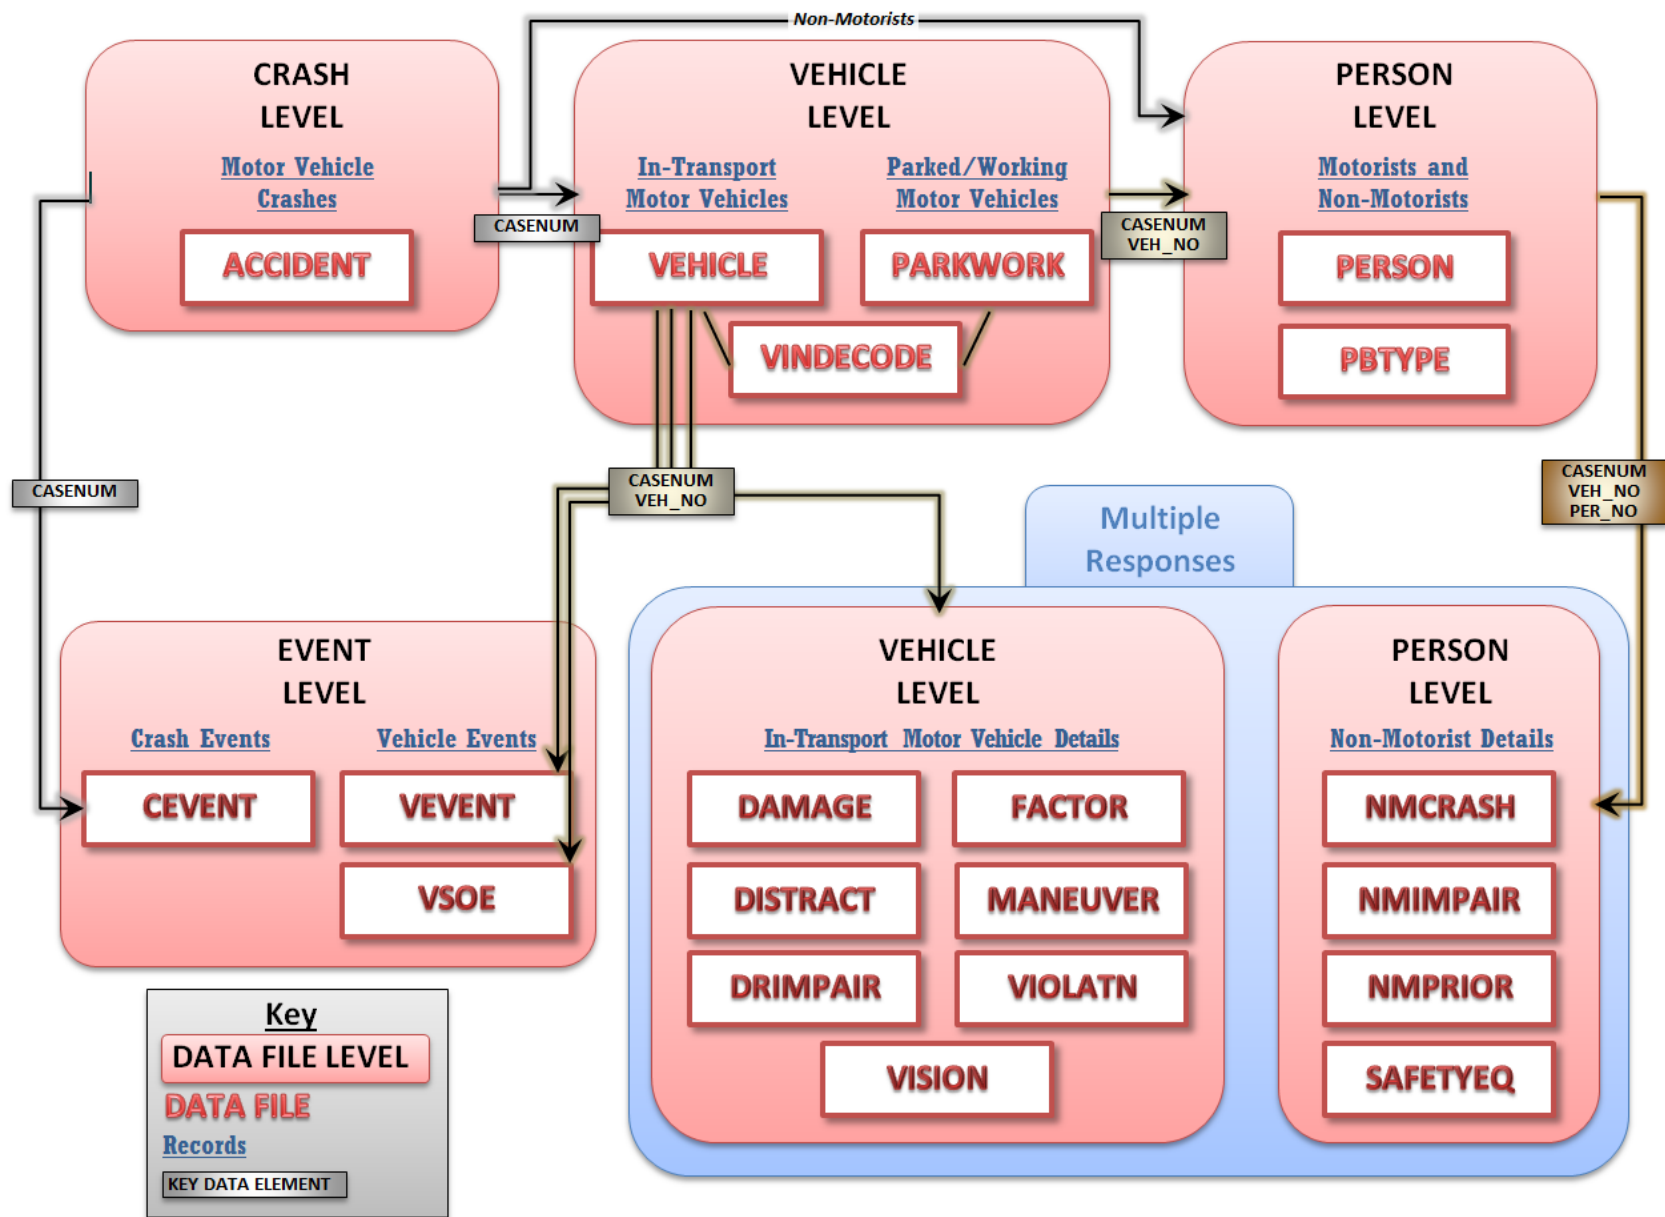 Non-Motorists
CRASH
LEVEL
Motor Vehicle
Crashes
ACCIDENT
CASENUM
VEHICLE
LEVEL
In-Transport
Motor Vehicles
Parked/Working
Motor Vehicles
VEHICLE
PARKWORK
VINDECODE
CASENUM
VEH_NO
PERSON
LEVEL
Motorists and
Non-Motorists
PERSON
PBTYPE
CASENUM
CASENUM
VEH_NO
CASENUM
VEH_NO
PER_NO
Multiple
Responses
EVENT
LEVEL
Crash Events
Vehicle Events
CEVENT
VEVENT
VSOE
VEHICLE
LEVEL
In-Transport Motor Vehicle Details
DAMAGE
FACTOR
DISTRACT
MANEUVER
DRIMPAIR
VIOLATN
VISION
PERSON
LEVEL
Non-Motorist Details
NMCRASH
NMIMPAIR
NMPRIOR
SAFETYEQ
Key
DATA FILE LEVEL
DATA FILE
Records
KEY DATA ELEMENT